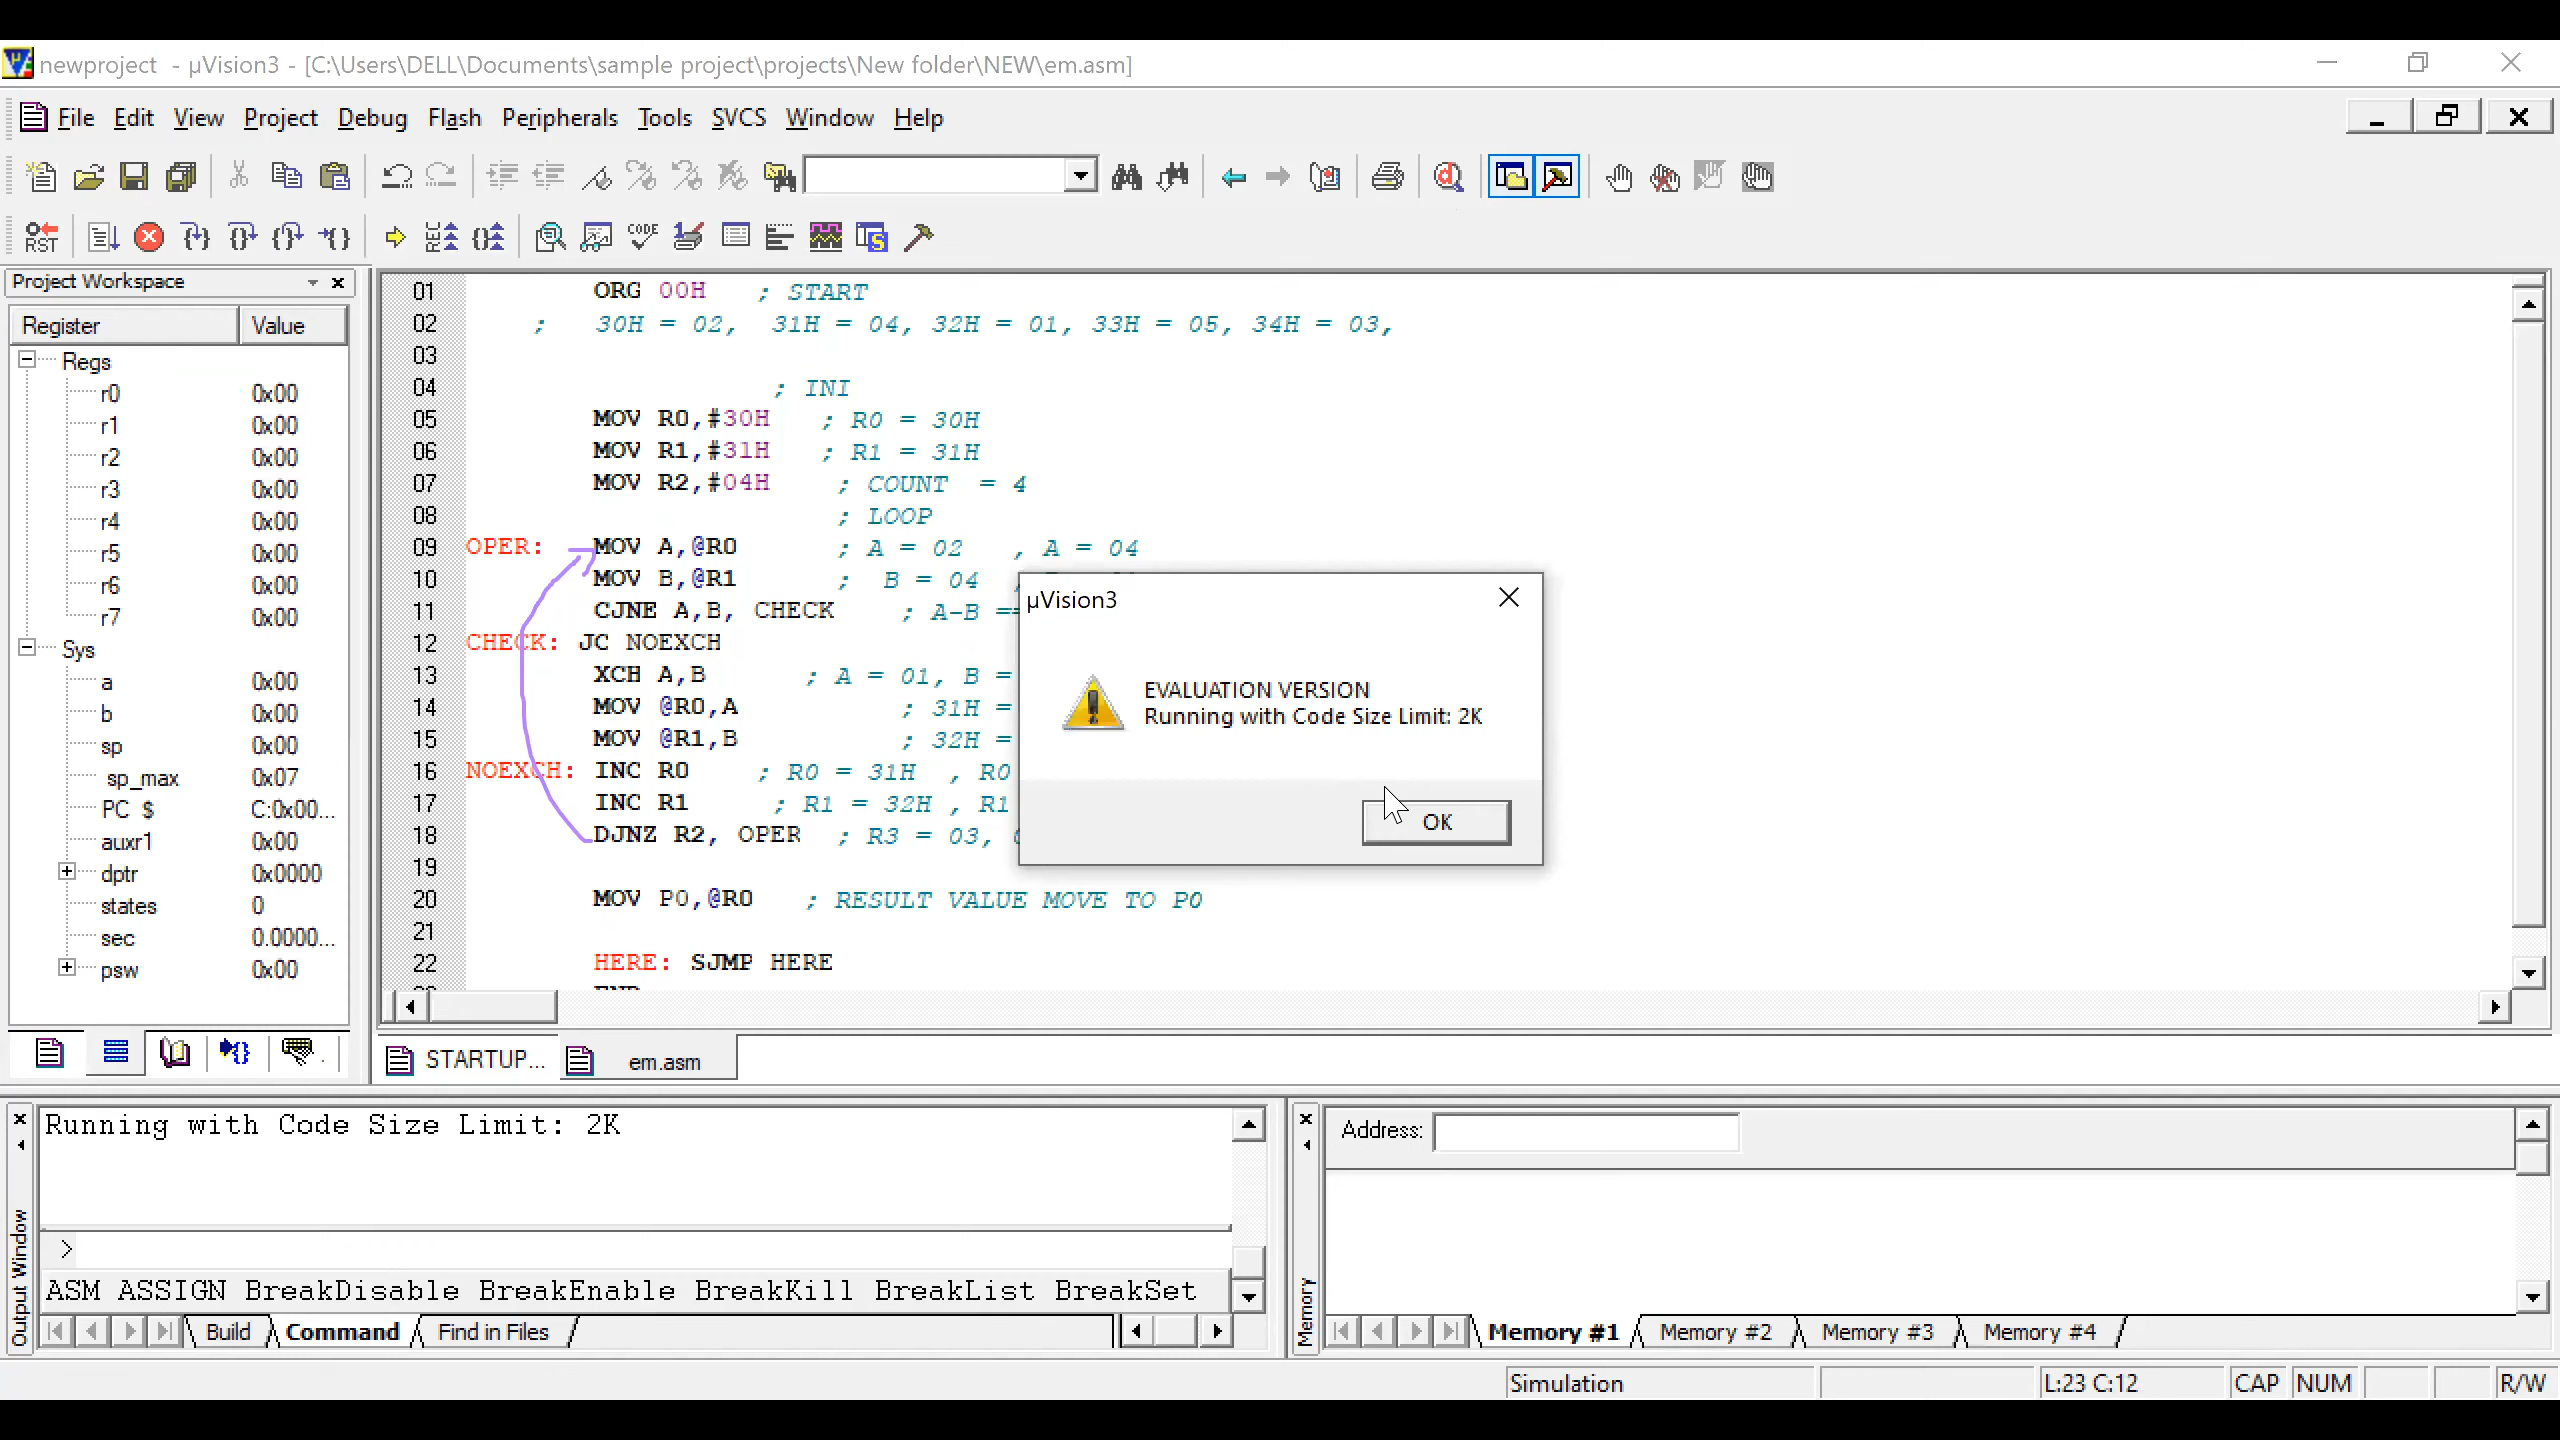 newproject - µVision3 - [C:\Users\DELL\Documents\sample project\projects\New folder\NEW\em.asm]
File Edit View Project Debug Flash Peripherals Tools SVCS Window Help
RST CODE
Project Workspace
Register Value
Regs
r0 0x00
r1 0x00
r2 0x00
r3 0x00
r4 0x00
r5 0x00
r6 0x00
r7 0x00
Sys
a 0x00
b 0x00
sp 0x00
sp_max 0x07
PC $ C:0x00...
auxr1 0x00
dptr 0x0000
states 0
sec 0.0000...
psw 0x00
01 ORG 00H ; START
02 ; 30H = 02, 31H = 04, 32H = 01, 33H = 05, 34H = 03,
03
04 ; INI
05 MOV R0,#30H ; R0 = 30H
06 MOV R1,#31H ; R1 = 31H
07 MOV R2,#04H ; COUNT = 4
08 ; LOOP
09 OPER: MOV A,@R0 ; A = 02 , A = 04
10 MOV B,@R1 ; B = 04
11 CJNE A,B, CHECK ; A-B ==
12 CHECK: JC NOEXCH
13 XCH A,B ; A = 01, B =
14 MOV @R0,A ; 31H =
15 MOV @R1,B ; 32H =
16 NOEXCH: INC R0 ; R0 = 31H , R0
17 INC R1 ; R1 = 32H , R1
18 DJNZ R2, OPER ; R3 = 03,
19
20 MOV P0,@R0 ; RESULT VALUE MOVE TO P0
21
22 HERE: SJMP HERE
µVision3
EVALUATION VERSION
Running with Code Size Limit: 2K
OK
STARTUP... em.asm
Output Window
Running with Code Size Limit: 2K
>
ASM ASSIGN BreakDisable BreakEnable BreakKill BreakList BreakSet
Build Command Find in Files
Memory
Address:
Memory #1 Memory #2 Memory #3 Memory #4
Simulation L:23 C:12 CAP NUM R/W